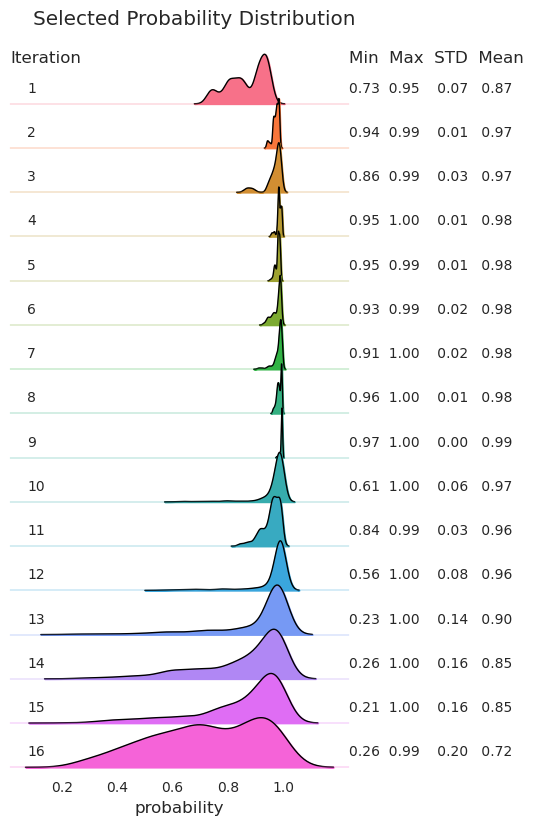 Selected Probability Distribution
Iteration Min Max STD Mean
1 0.73 0.95 0.07 0.87
2 0.94 0.99 0.01 0.97
3 0.86 0.99 0.03 0.97
4 0.95 1.00 0.01 0.98
5 0.95 0.99 0.01 0.98
6 0.93 0.99 0.02 0.98
7 0.91 1.00 0.02 0.98
8 0.96 1.00 0.01 0.98
9 0.97 1.00 0.00 0.99
10 0.61 1.00 0.06 0.97
11 0.84 0.99 0.03 0.96
12 0.56 1.00 0.08 0.96
13 0.23 1.00 0.14 0.90
14 0.26 1.00 0.16 0.85
15 0.21 1.00 0.16 0.85
16 0.26 0.99 0.20 0.72
0.2 0.4 0.6 0.8 1.0
probability